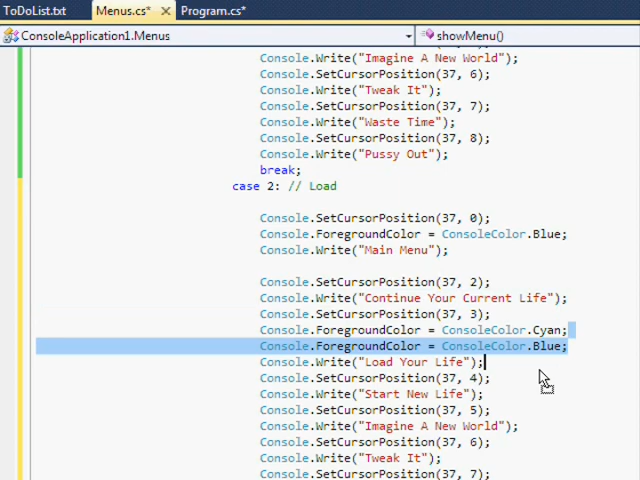 ToDoList.txt Menus.cs* Program.cs*
ConsoleApplication1.Menus showMenu()
Console.Write("Imagine A New World");
Console.SetCursorPosition(37, 6);
Console.Write("Tweak It");
Console.SetCursorPosition(37, 7);
Console.Write("Waste Time");
Console.SetCursorPosition(37, 8);
Console.Write("Pussy Out");
break;
case 2: // Load
Console.SetCursorPosition(37, 0);
Console.ForegroundColor = ConsoleColor.Blue;
Console.Write("Main Menu");
Console.SetCursorPosition(37, 2);
Console.Write("Continue Your Current Life");
Console.SetCursorPosition(37, 3);
Console.ForegroundColor = ConsoleColor.Cyan;
Console.ForegroundColor = ConsoleColor.Blue;
Console.Write("Load Your Life");
Console.SetCursorPosition(37, 4);
Console.Write("Start New Life");
Console.SetCursorPosition(37, 5);
Console.Write("Imagine A New World");
Console.SetCursorPosition(37, 6);
Console.Write("Tweak It");
Console.SetCursorPosition(37, 7);